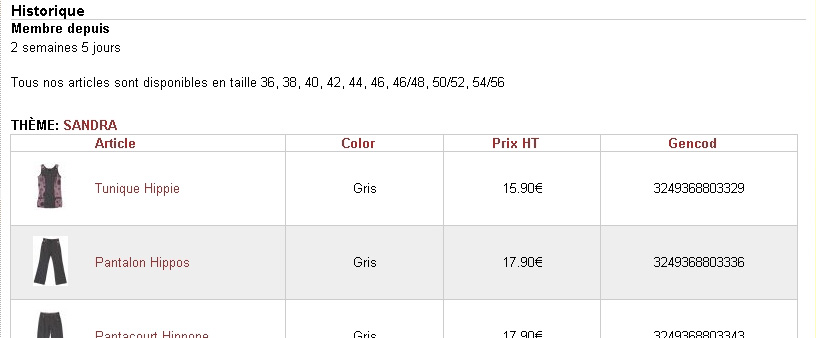 Historique
Membre depuis
2 semaines 5 jours
Tous nos articles sont disponibles en taille 36, 38, 40, 42, 44, 46, 46/48, 50/52, 54/56
THÈME: SANDRA
Article Color Prix HT Gencod
Tunique Hippie Gris 15.90€ 3249368803329
Pantalon Hippos Gris 17.90€ 3249368803336
Pantacourt Hippone Gris 17.90€ 3249368803343